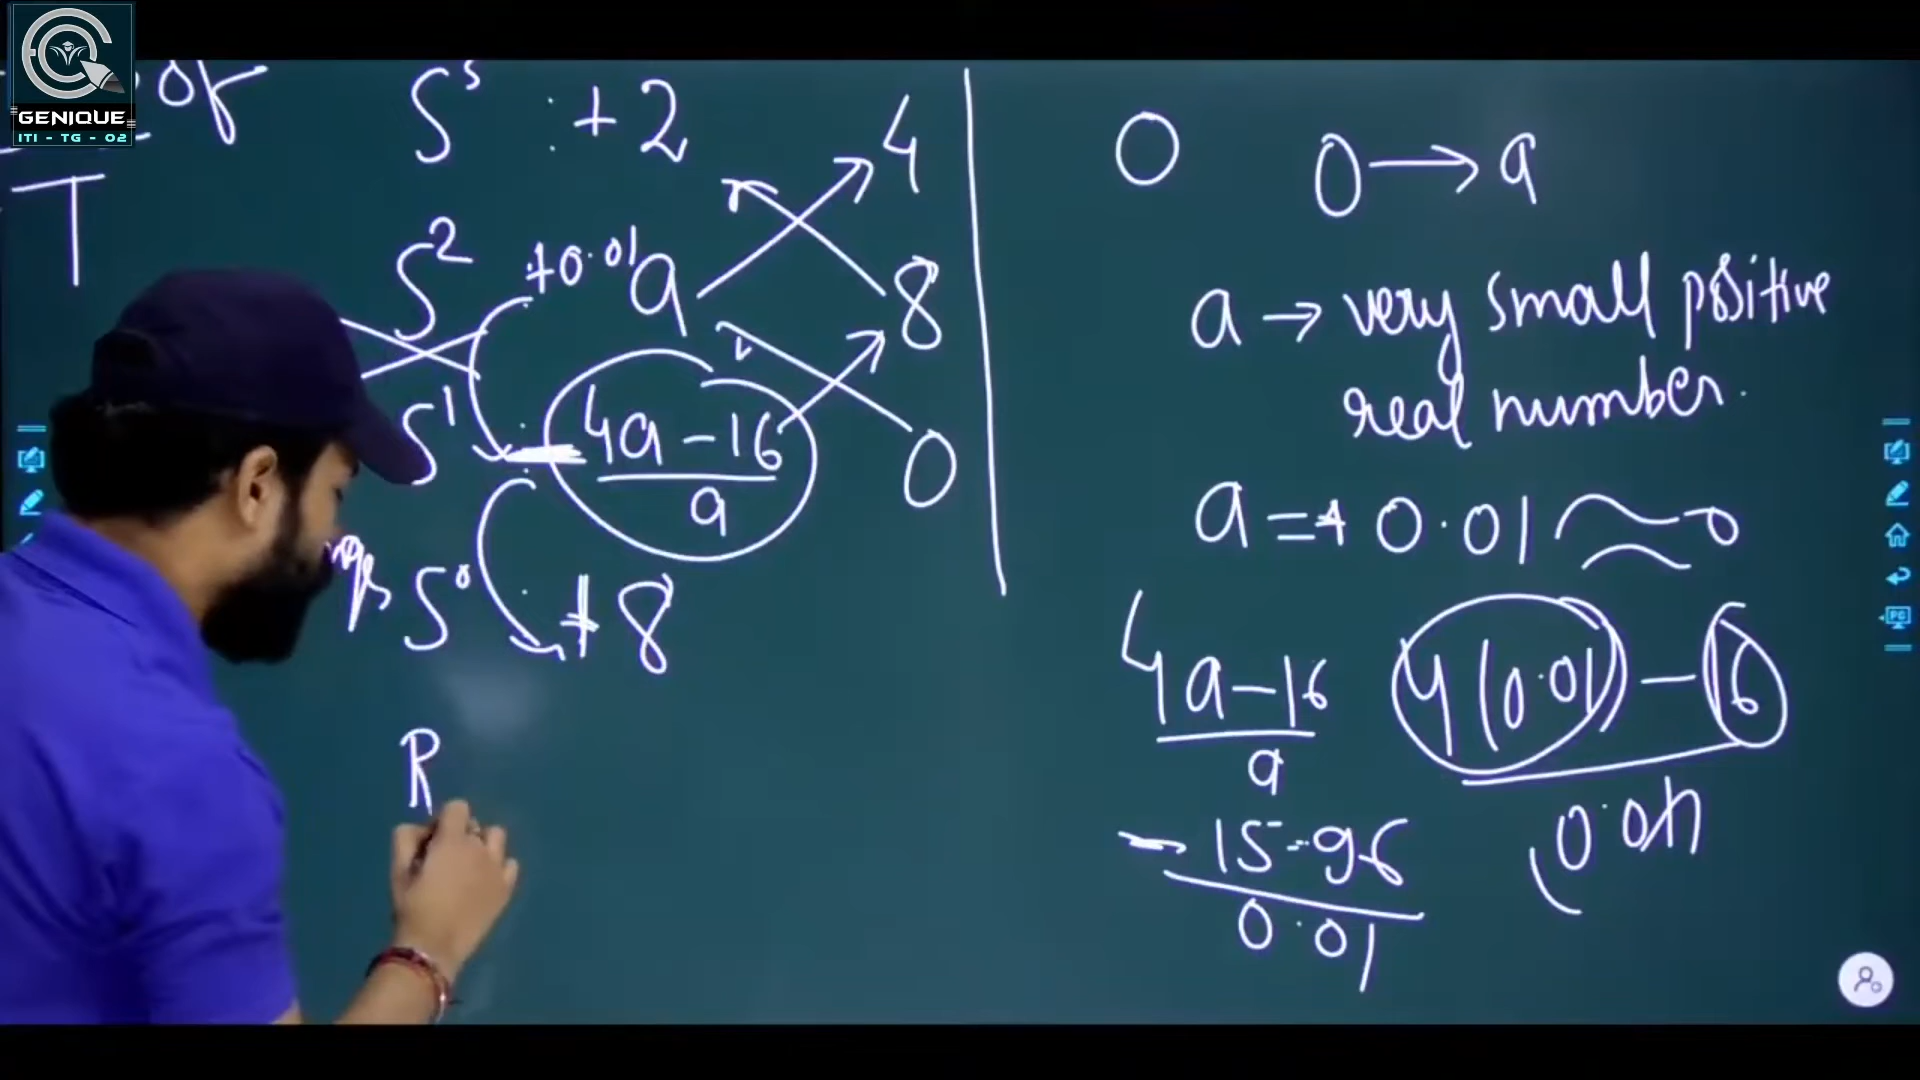 GENIQUE
ITI - TG - 02
of
T
S³ : +2 4
S² +0.01 a 8
S¹ : 4a-16 0
a
S⁰ : +8
R
0 0 → a
a → very small positive
real number.
a = + 0.01 ≈ 0
4a-16 4(0.01) - 16
a 0.01
- 15.96
0.01
PC